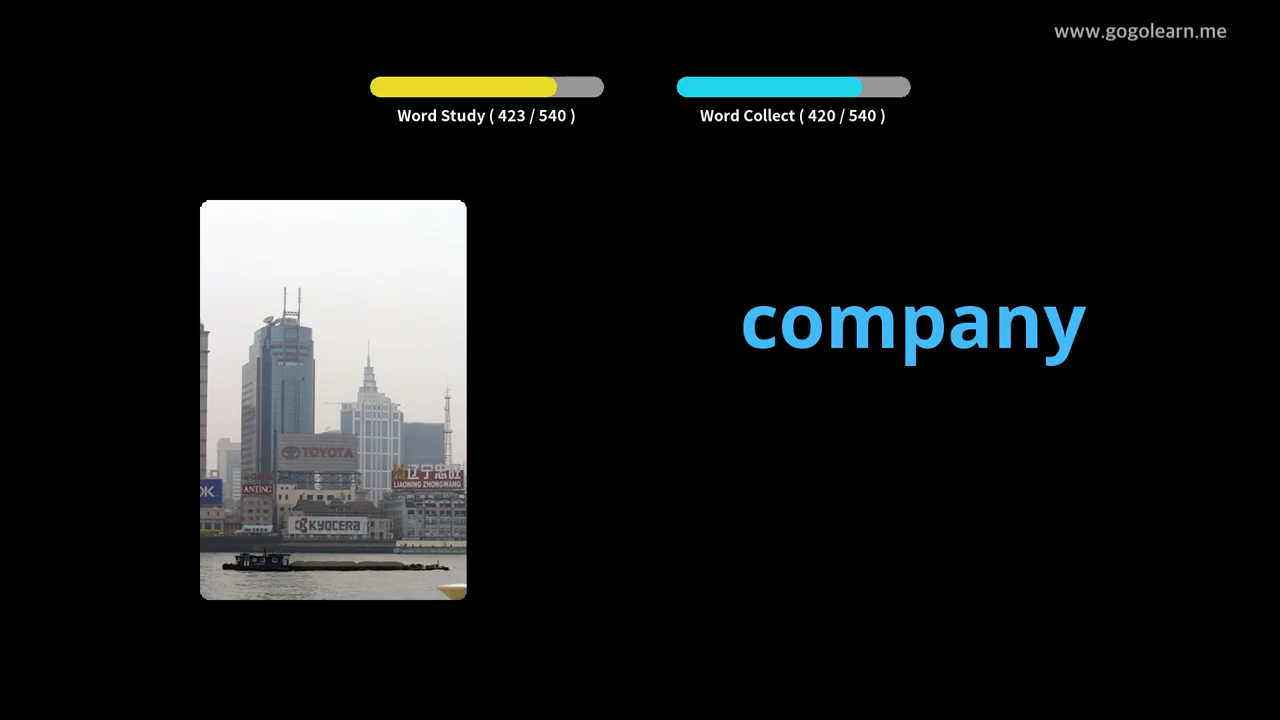 www.gogolearn.me
Word Study ( 423 / 540 )
Word Collect ( 420 / 540 )
company
TOYOTA
辽宁忠旺
LIAONING ZHONGWANG
OK
ANTING
KYOCERA